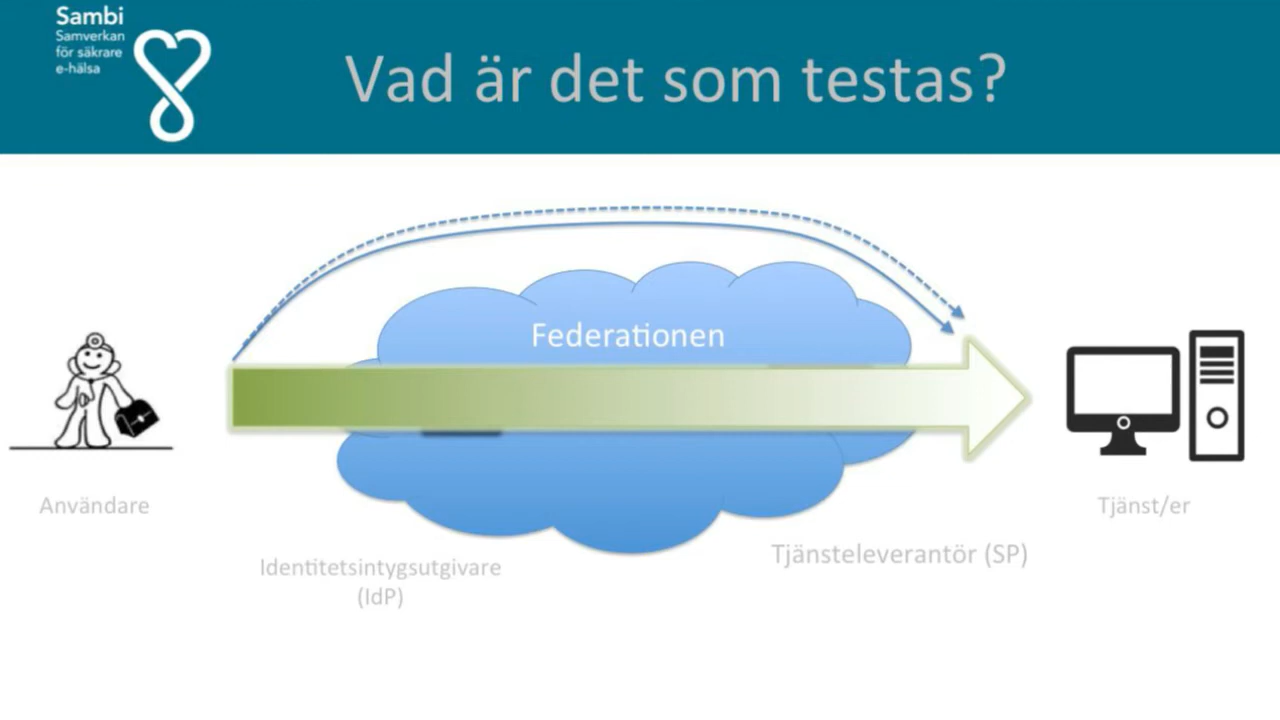 Sambi
Samverkan
för säkrare
e-hälsa
Vad är det som testas?
Federationen
Användare
Tjänst/er
Identitetsintygsutgivare
(IdP)
Tjänsteleverantör (SP)